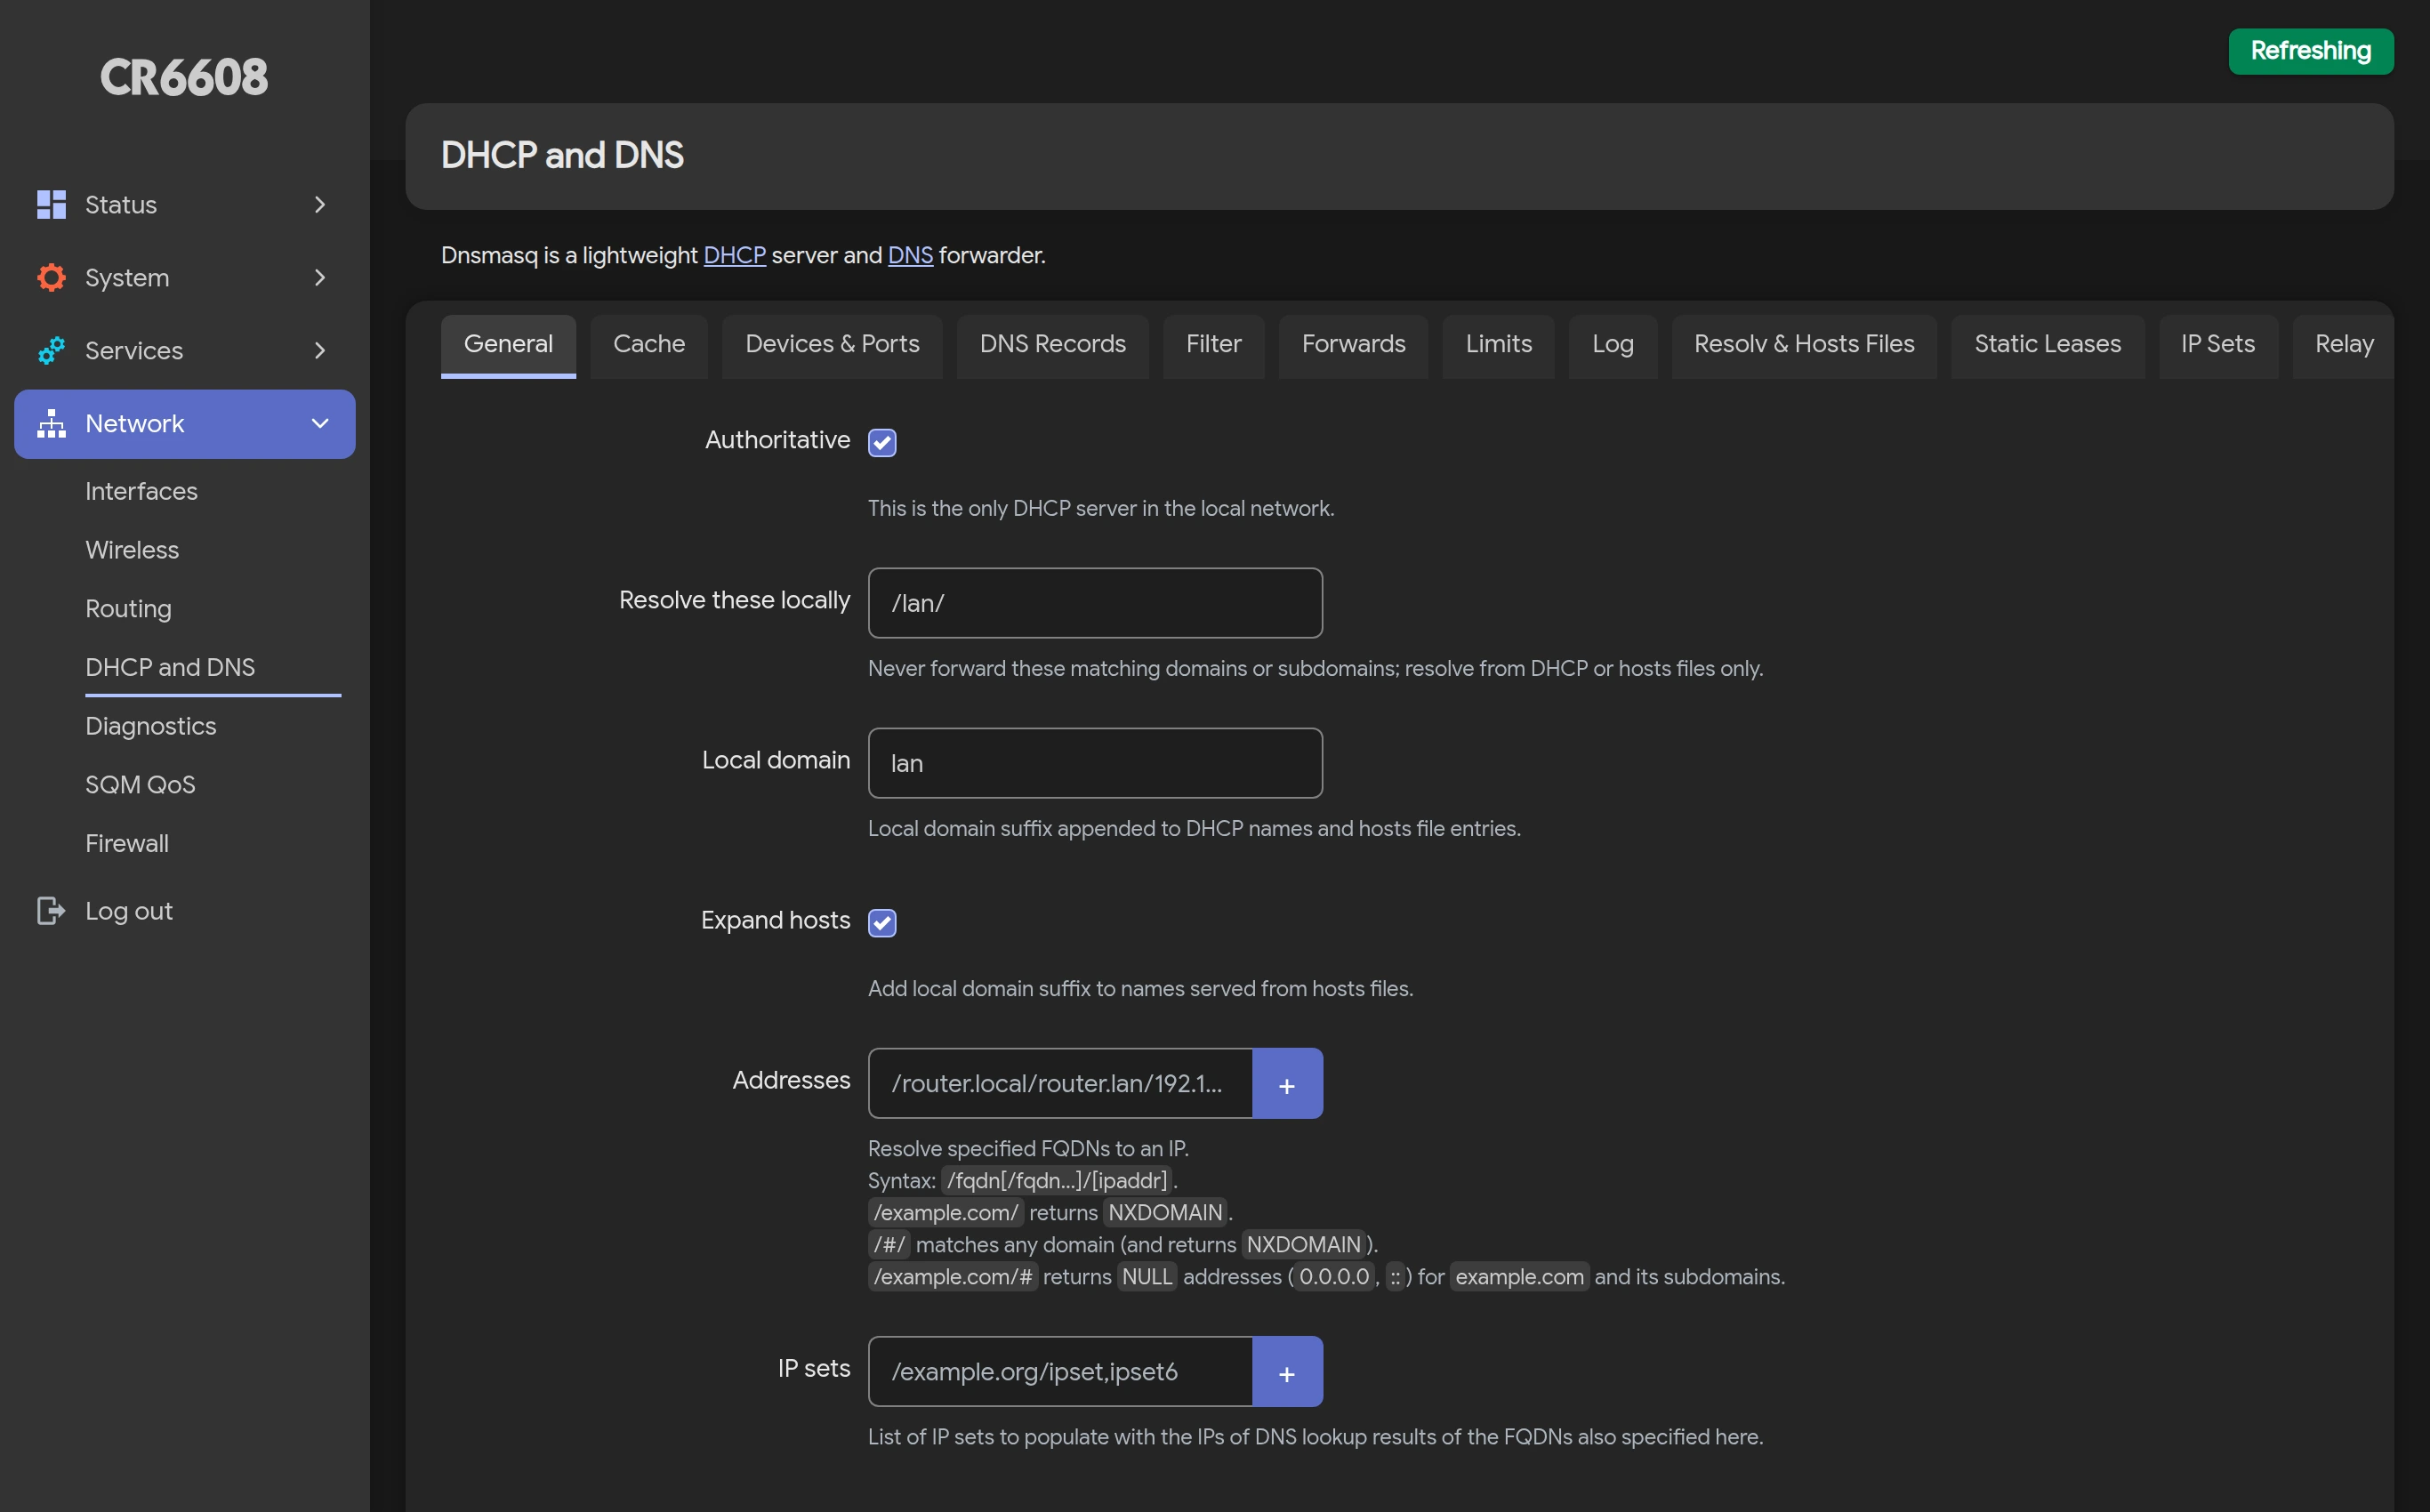 CR6608
Refreshing
Status
System
Services
Network
Interfaces
Wireless
Routing
DHCP and DNS
Diagnostics
SQM QoS
Firewall
Log out
DHCP and DNS
Dnsmasq is a lightweight DHCP server and DNS forwarder.
General Cache Devices & Ports DNS Records Filter Forwards Limits Log Resolv & Hosts Files Static Leases IP Sets Relay
Authoritative
This is the only DHCP server in the local network.
Resolve these locally /lan/
Never forward these matching domains or subdomains; resolve from DHCP or hosts files only.
Local domain lan
Local domain suffix appended to DHCP names and hosts file entries.
Expand hosts
Add local domain suffix to names served from hosts files.
Addresses /router.local/router.lan/192.1... +
Resolve specified FQDNs to an IP.
Syntax: /fqdn[/fqdn…]/[ipaddr].
/example.com/ returns NXDOMAIN.
/#/ matches any domain (and returns NXDOMAIN).
/example.com/# returns NULL addresses (0.0.0.0, ::) for example.com and its subdomains.
IP sets /example.org/ipset,ipset6 +
List of IP sets to populate with the IPs of DNS lookup results of the FQDNs also specified here.